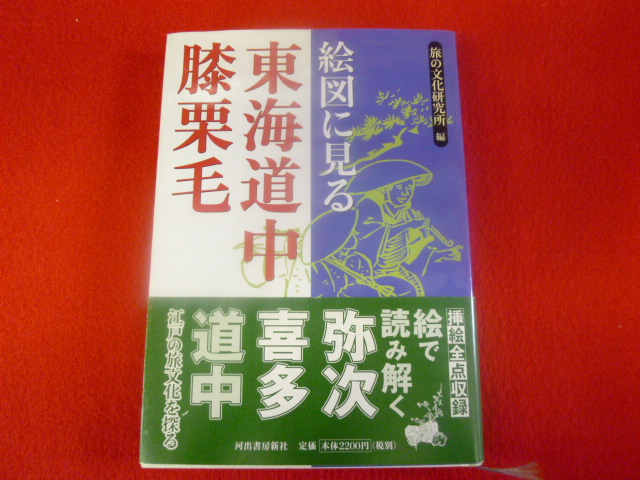 旅の文化研究所 編
絵図に見る
東海道中
膝栗毛
挿絵全点収録
絵で
読み解く
弥次
喜多
道中
江戸の旅文化を探る
河出書房新社 定価 本体2200円(税別)